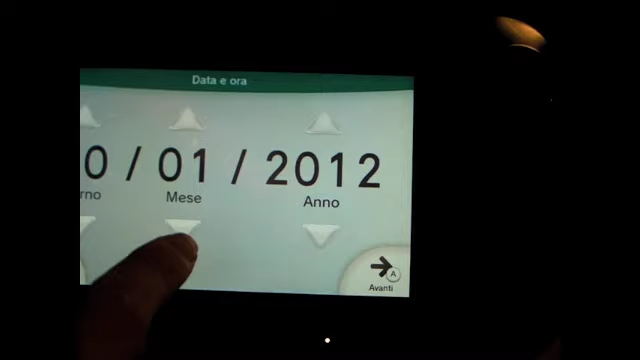 Data e ora
0 / 01 / 2012
rno Mese Anno
A
Avanti